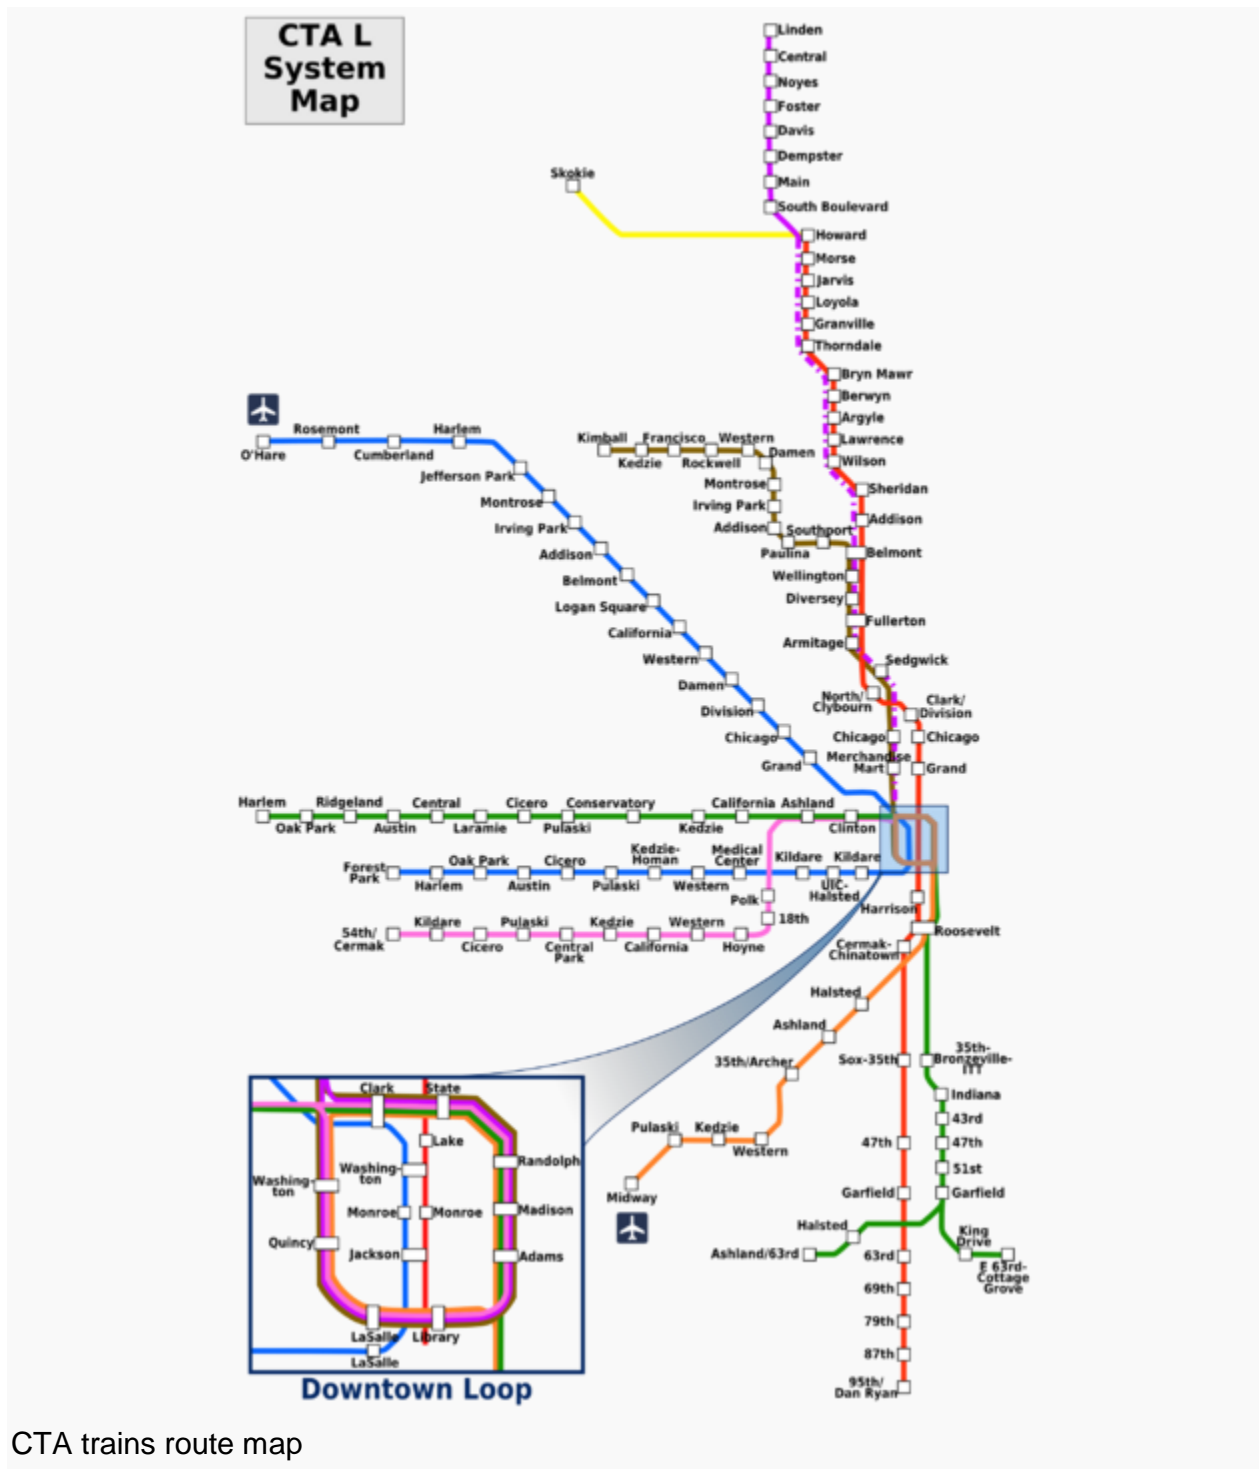 CTA L
System
Map
Linden
Central
Noyes
Foster
Davis
Dempster
Main
South Boulevard
Skokie
Howard
Morse
Jarvis
Loyola
Granville
Thorndale
Bryn Mawr
Berwyn
Argyle
Lawrence
Wilson
Sheridan
Addison
Belmont
Fullerton
O'Hare
Rosemont
Cumberland
Harlem
Jefferson Park
Montrose
Irving Park
Addison
Belmont
Logan Square
California
Western
Damen
Division
Chicago
Grand
Kimball
Kedzie
Francisco
Rockwell
Western
Damen
Montrose
Irving Park
Addison
Paulina
Southport
Wellington
Diversey
Armitage
Sedgwick
North/
Clybourn
Clark/
Division
Chicago
Chicago
Merchandise
Mart
Grand
Harlem
Oak Park
Ridgeland
Austin
Central
Laramie
Cicero
Pulaski
Conservatory
Kedzie
California
Ashland
Clinton
Forest
Park
Harlem
Oak Park
Austin
Cicero
Pulaski
Kedzie-
Homan
Western
Medical
Center
Kildare
UIC-
Halsted
Kildare
Polk
18th
54th/
Cermak
Kildare
Cicero
Pulaski
Central
Park
Kedzie
California
Western
Hoyne
Harrison
Roosevelt
Cermak-
Chinatown
Halsted
Ashland
35th/Archer
Western
Kedzie
Pulaski
Midway
Sox-35th
47th
Garfield
63rd
69th
79th
87th
95th/
Dan Ryan
35th-
Bronzeville-
IIT
Indiana
43rd
47th
51st
Garfield
Halsted
Ashland/63rd
King
Drive
E 63rd-
Cottage
Grove
Clark
State
Lake
Washing-
ton
Washing-
ton
Randolph
Monroe
Monroe
Madison
Quincy
Jackson
Adams
LaSalle
Library
LaSalle
Downtown Loop
CTA trains route map